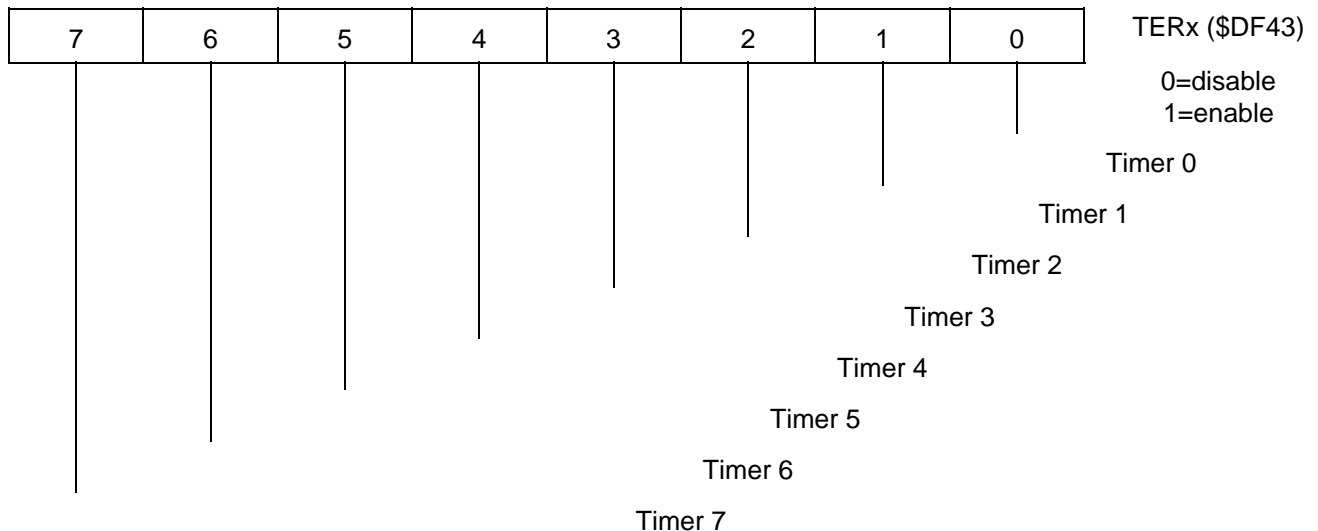 7 6 5 4 3 2 1 0
TERx ($DF43)
0=disable
1=enable
Timer 0
Timer 1
Timer 2
Timer 3
Timer 4
Timer 5
Timer 6
Timer 7